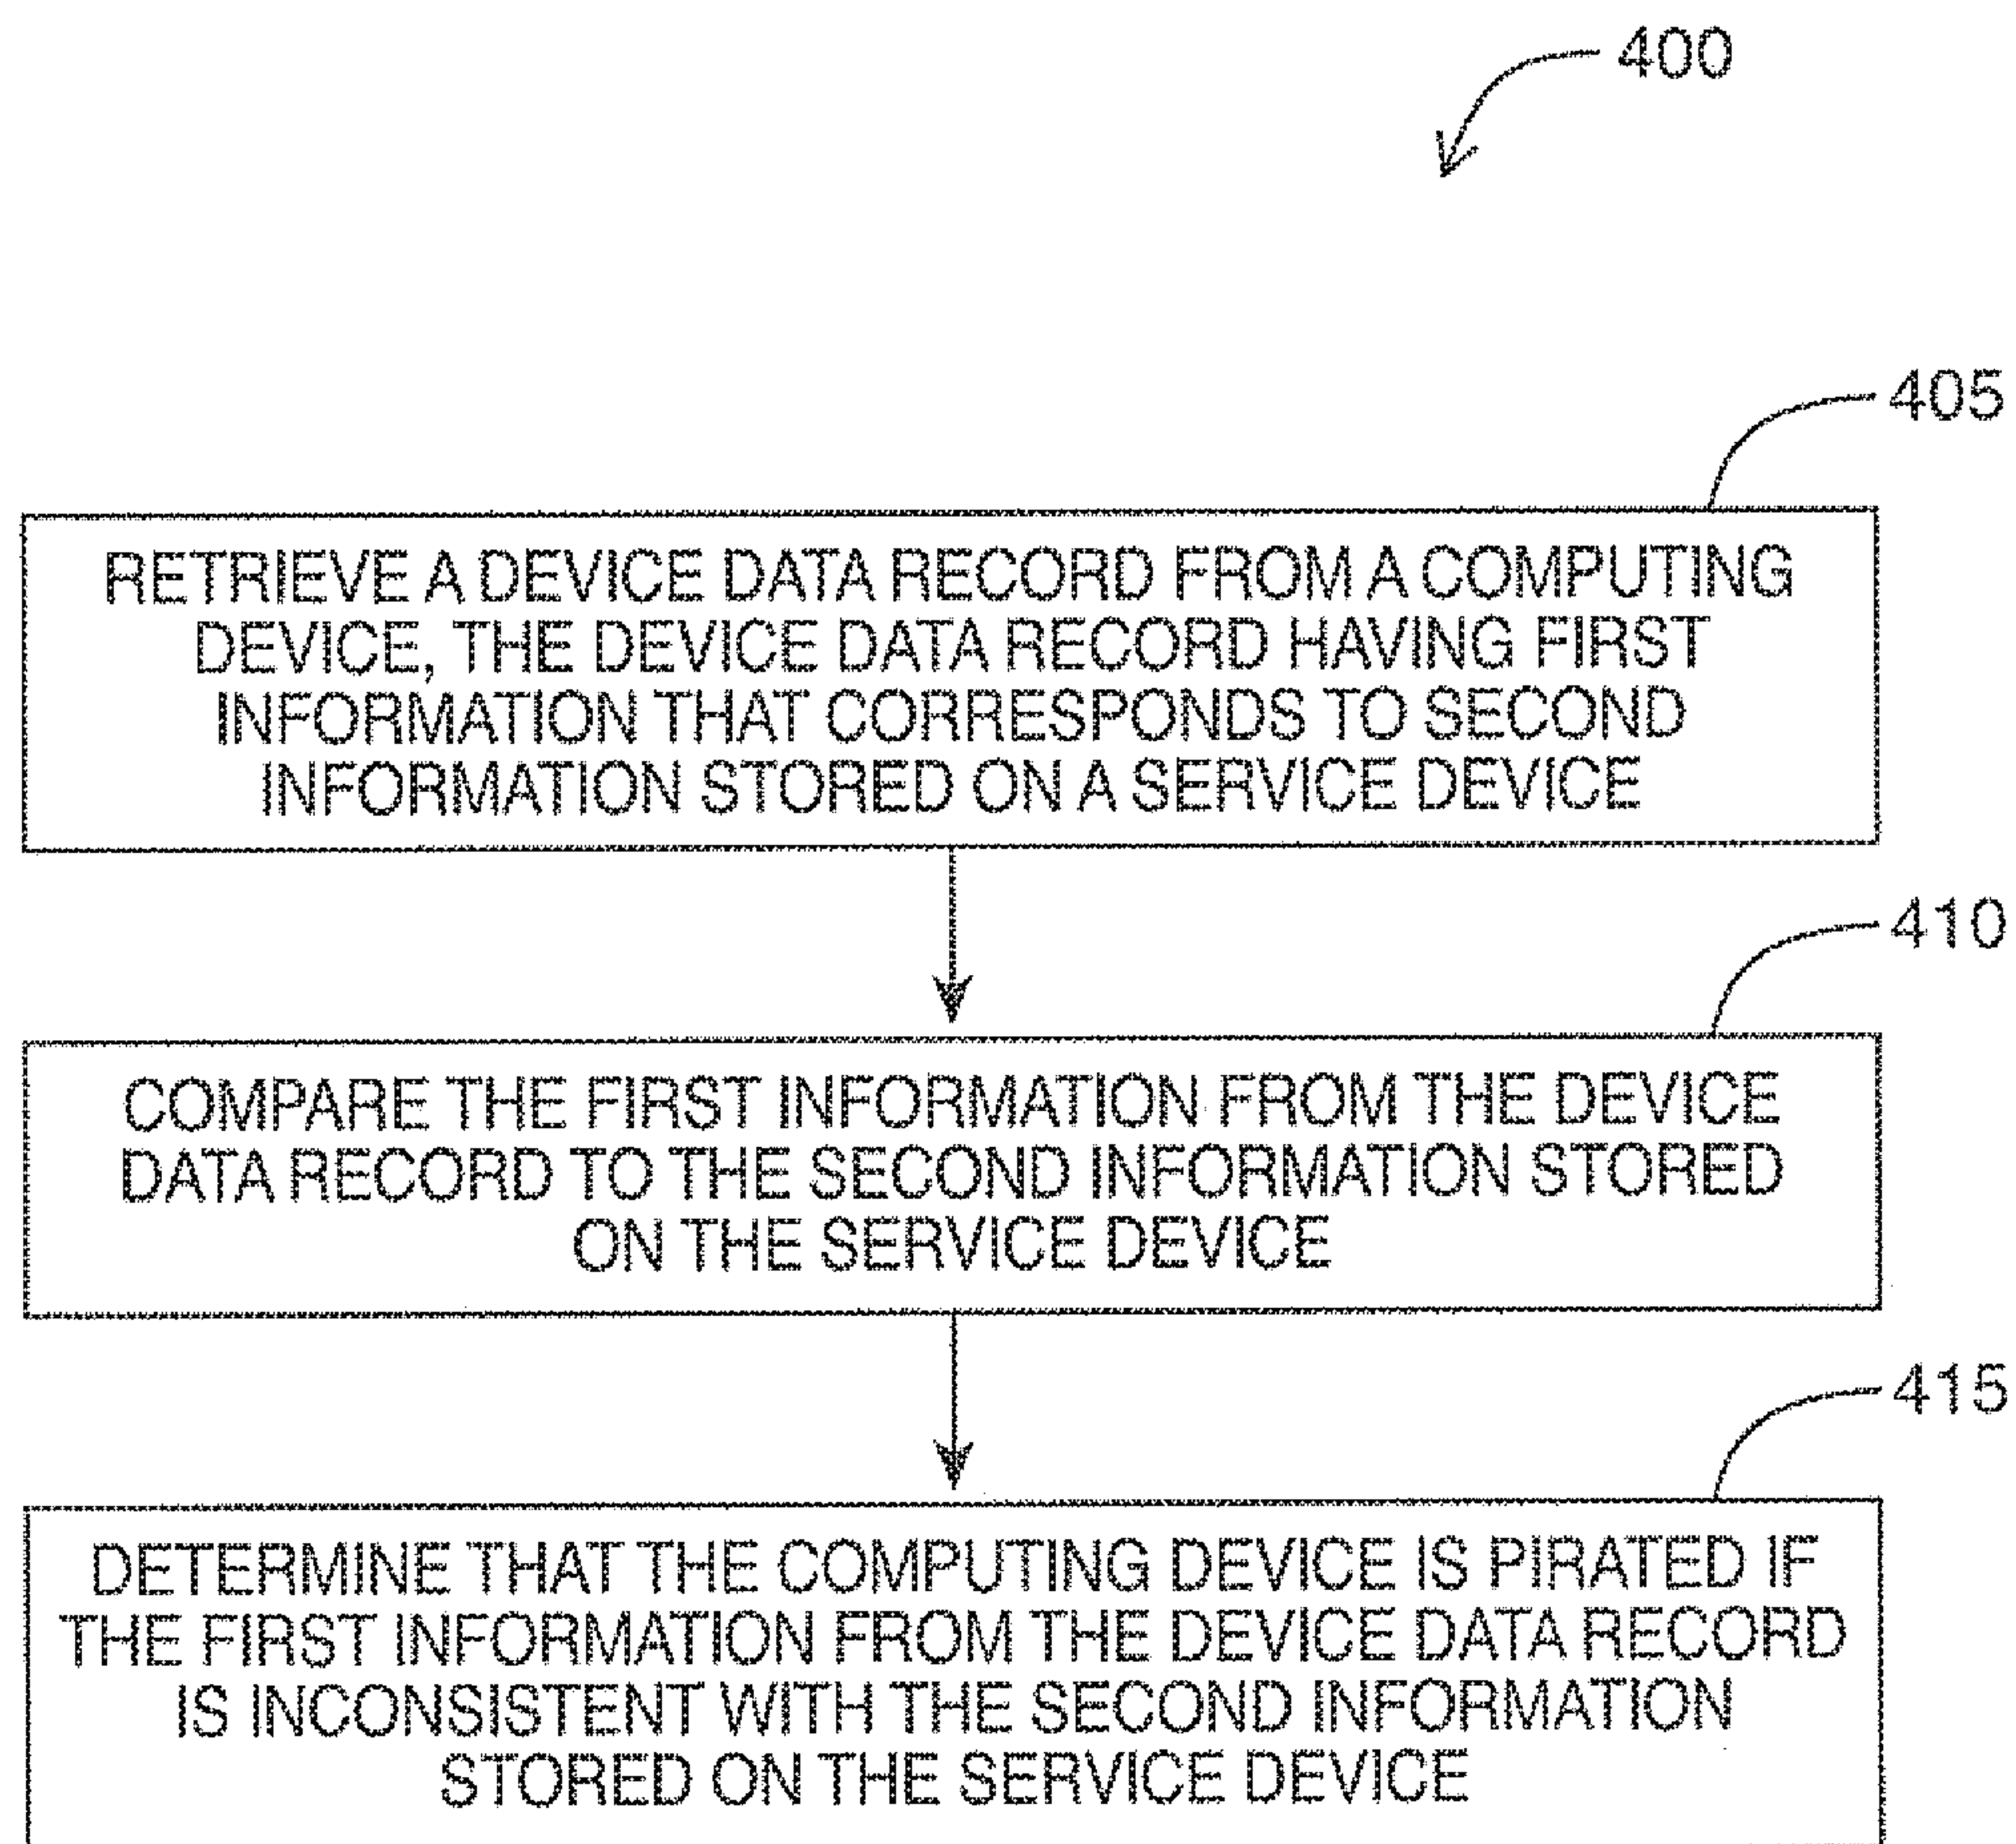 400
405
RETRIEVE A DEVICE DATA RECORD FROM A COMPUTING
DEVICE, THE DEVICE DATA RECORD HAVING FIRST
INFORMATION THAT CORRESPONDS TO SECOND
INFORMATION STORED ON A SERVICE DEVICE
410
COMPARE THE FIRST INFORMATION FROM THE DEVICE
DATA RECORD TO THE SECOND INFORMATION STORED
ON THE SERVICE DEVICE
415
DETERMINE THAT THE COMPUTING DEVICE IS PIRATED IF
THE FIRST INFORMATION FROM THE DEVICE DATA RECORD
IS INCONSISTENT WITH THE SECOND INFORMATION
STORED ON THE SERVICE DEVICE